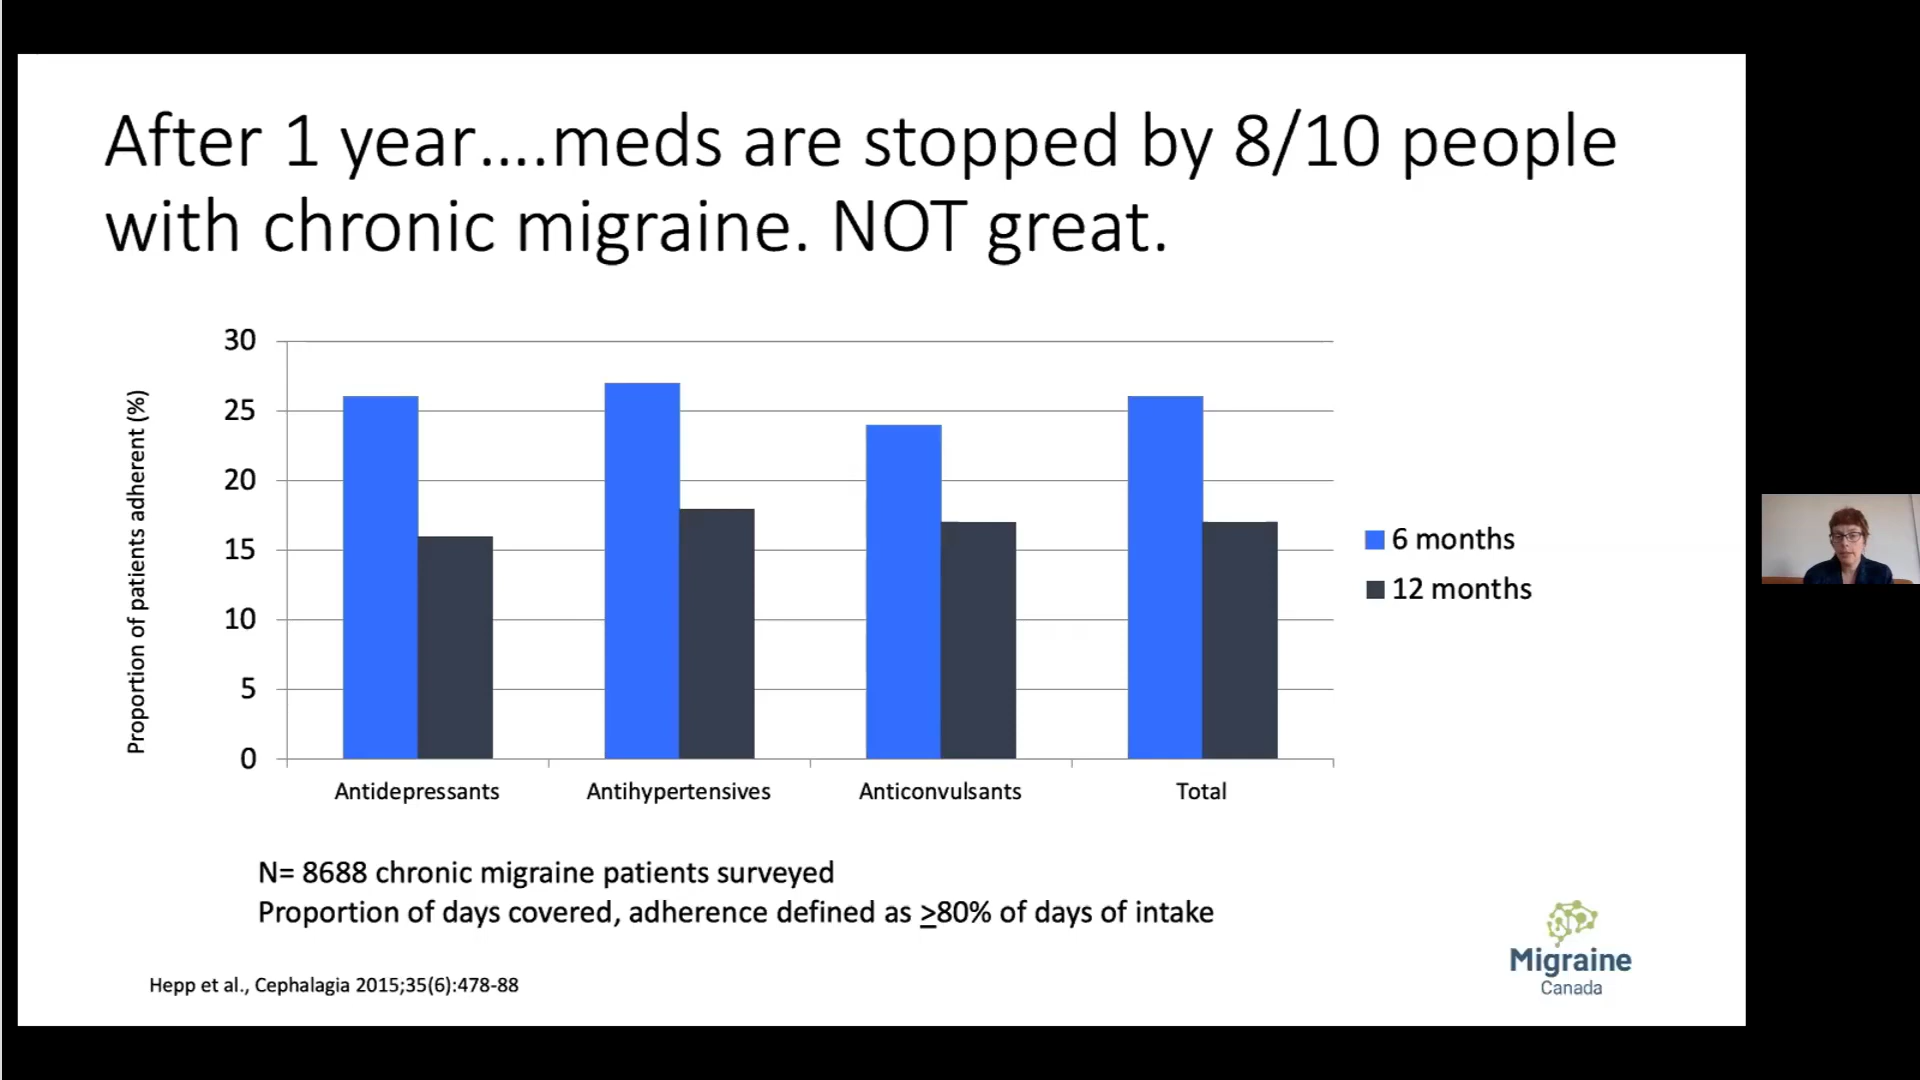 After 1 year....meds are stopped by 8/10 people
with chronic migraine. NOT great.
Proportion of patients adherent (%)
30
25
20
15
10
5
0
Antidepressants
Antihypertensives
Anticonvulsants
Total
6 months
12 months
N= 8688 chronic migraine patients surveyed
Proportion of days covered, adherence defined as ≥80% of days of intake
Hepp et al., Cephalagia 2015;35(6):478-88
Migraine
Canada